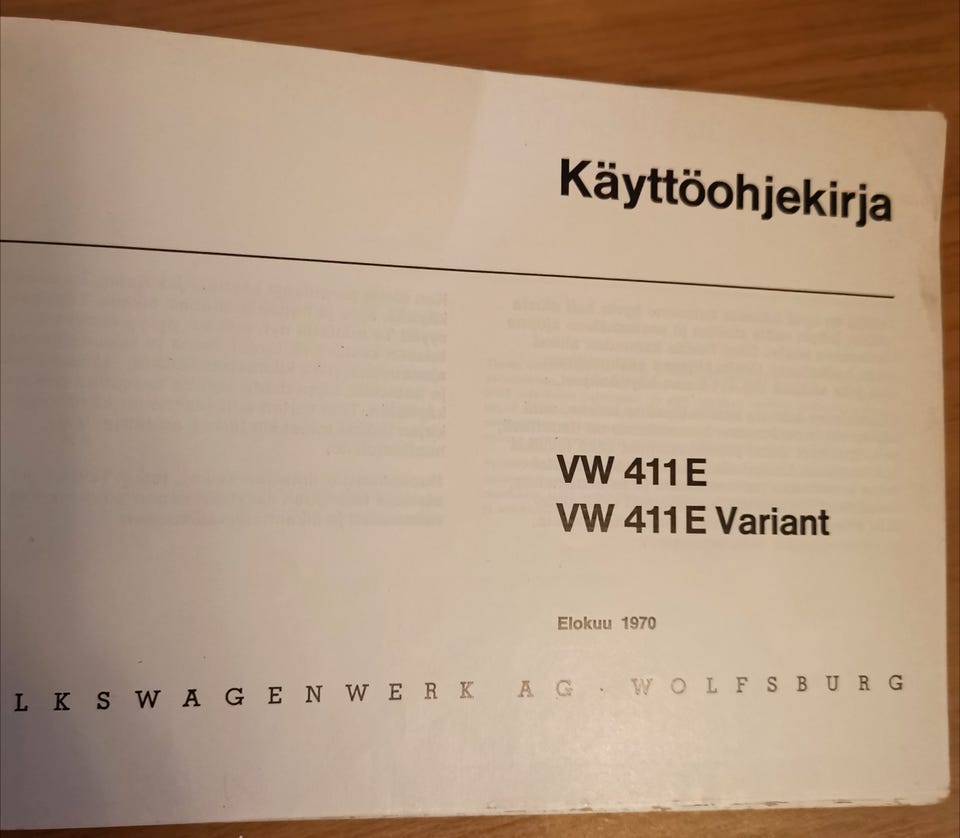 Käyttöohjekirja
VW 411 E
VW 411 E Variant
Elokuu 1970
LKSWAGENWERK AG · WOLFSBURG